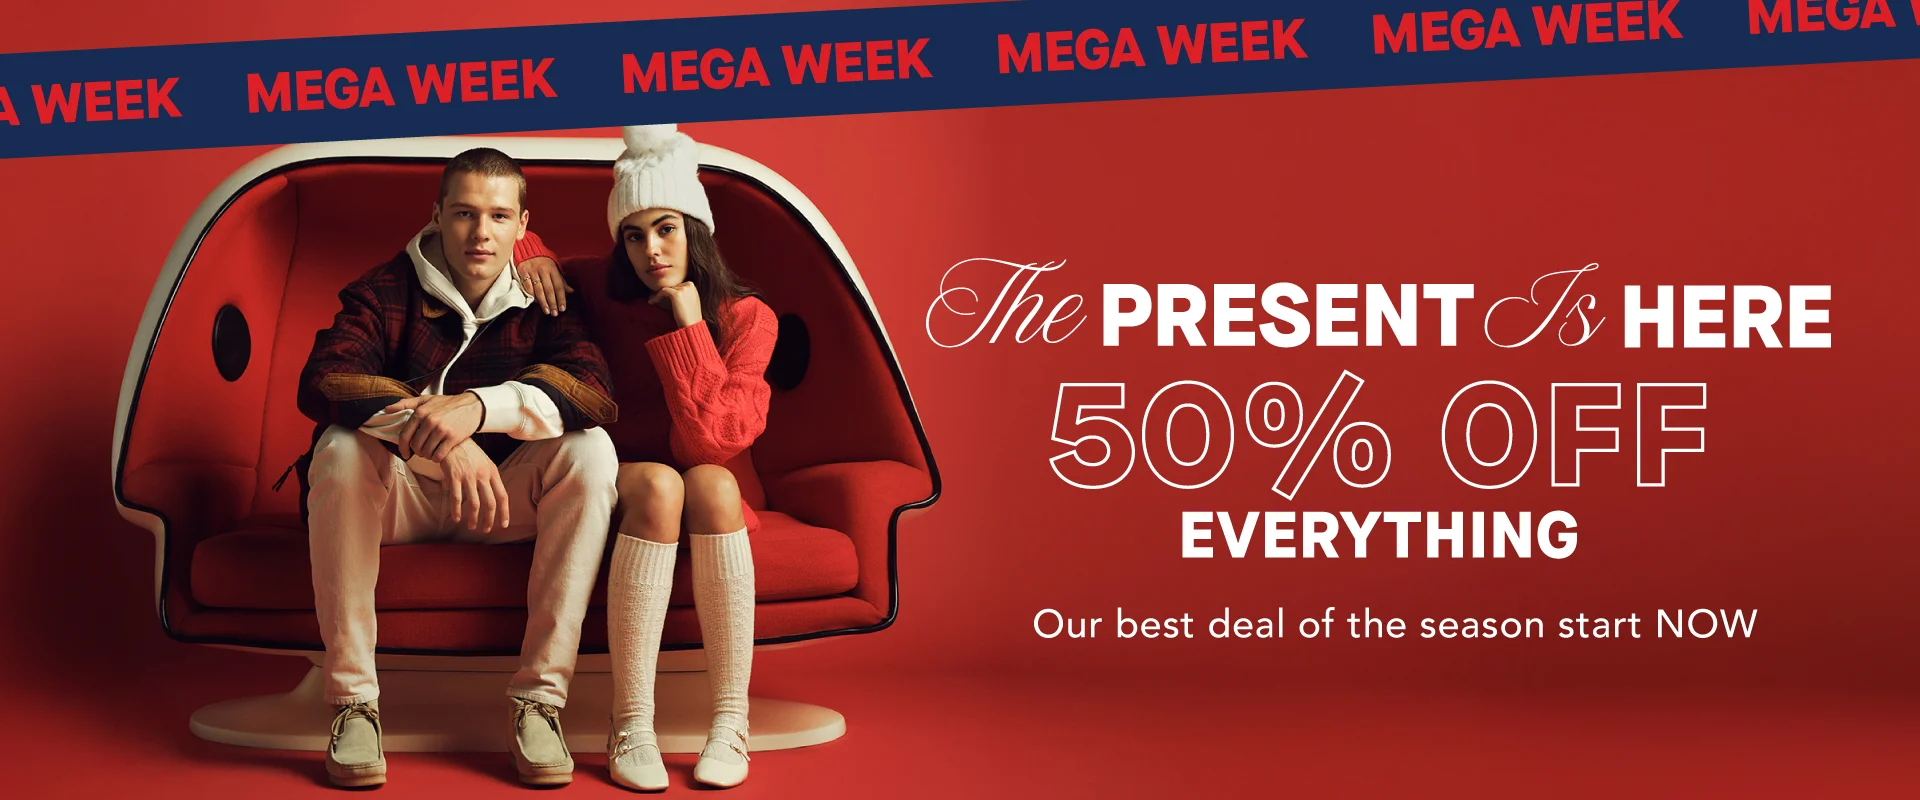 A WEEK MEGA WEEK MEGA WEEK MEGA WEEK MEGA WEEK MEGA
The PRESENT Is HERE
50% OFF
EVERYTHING
Our best deal of the season start NOW